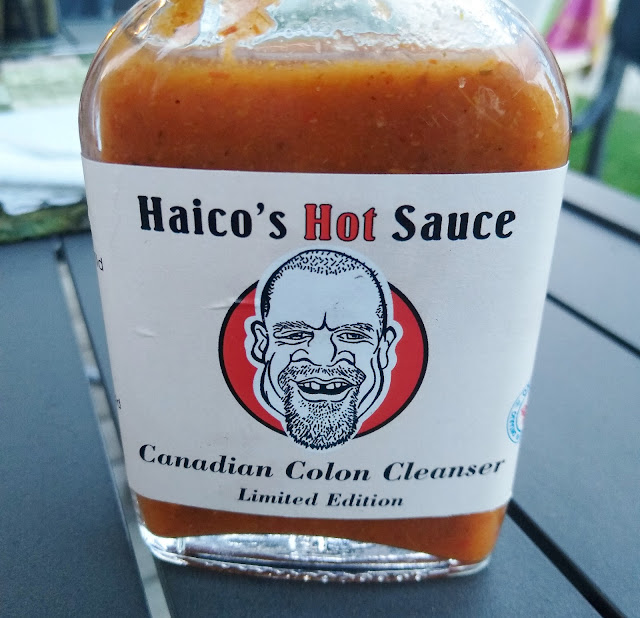 Haico's Hot Sauce
Canadian Colon Cleanser
Limited Edition